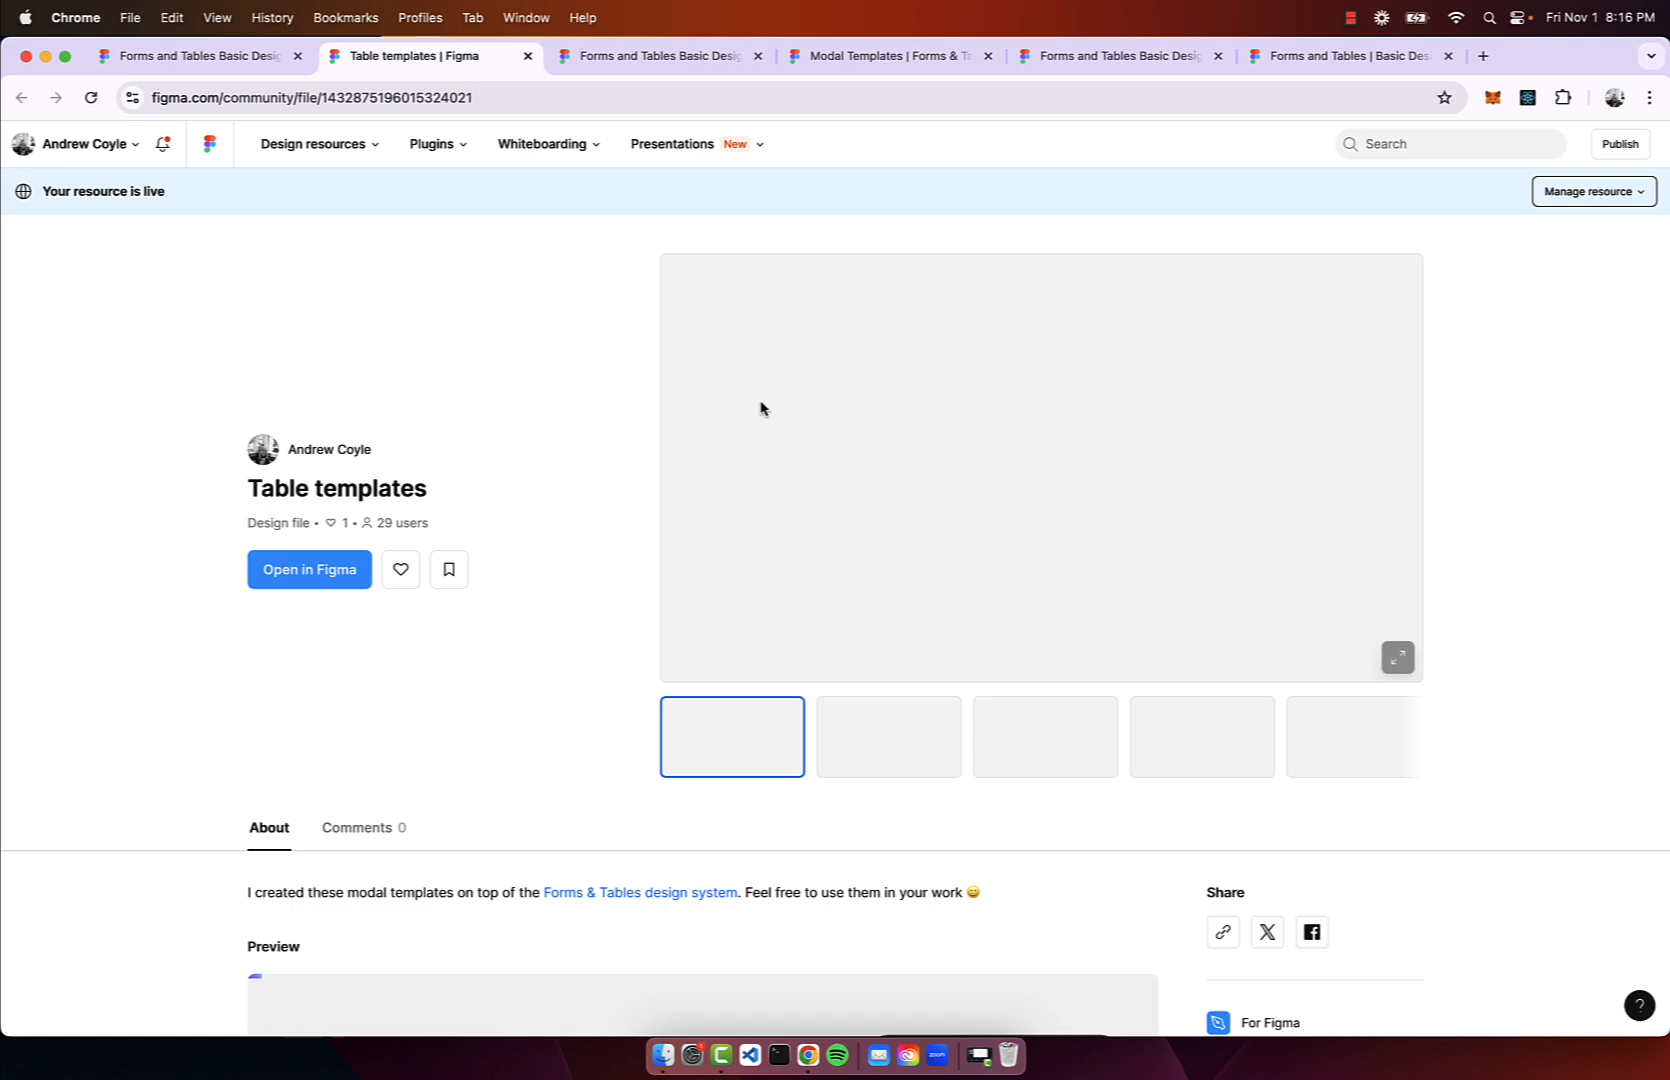 Chrome File Edit View History Bookmarks Profiles Tab Window Help Fri Nov 1 8:16 PM
Forms and Tables Basic Desig Table templates | Figma Forms and Tables Basic Desig Modal Templates | Forms & Ta Forms and Tables Basic Desig Forms and Tables | Basic Des
figma.com/community/file/1432875196015324021
Andrew Coyle Design resources Plugins Whiteboarding Presentations New Search Publish
Your resource is live Manage resource
Andrew Coyle
Table templates
Design file • 1 • 29 users
Open in Figma
About Comments 0
I created these modal templates on top of the Forms & Tables design system. Feel free to use them in your work 😀
Share
Preview
For Figma
?
zoom